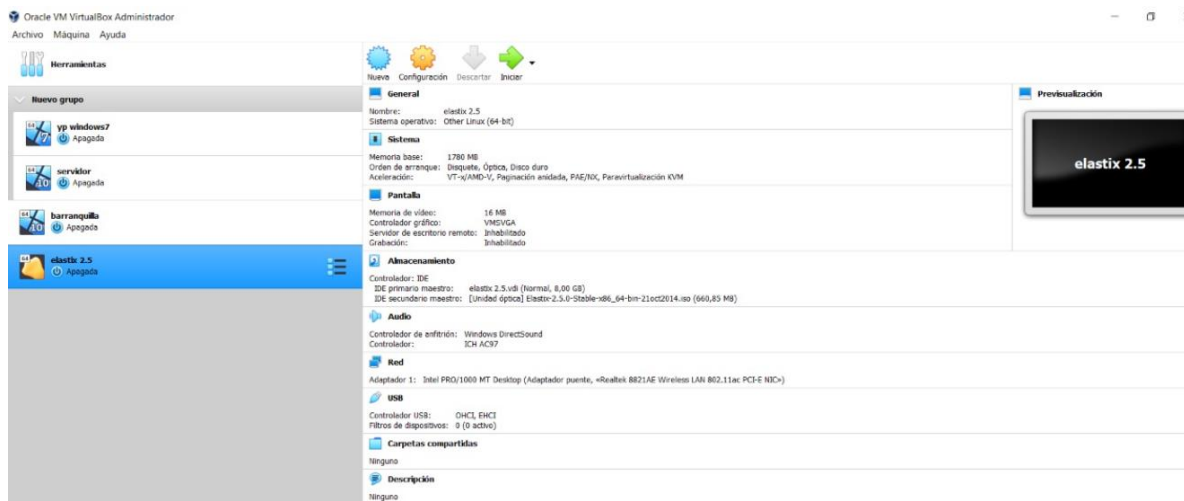 Oracle VM VirtualBox Administrador
Archivo Máquina Ayuda
Herramientas
Nuevo grupo
64
7
yp windows7
Apagada
64
10
servidor
Apagada
64
10
barranquilla
Apagada
64
elastix 2.5
Apagada
Nueva Configuración Descartar Iniciar
General
Nombre: elastix 2.5
Sistema operativo: Other Linux (64-bit)
Sistema
Memoria base: 1780 MB
Orden de arranque: Disquete, Óptica, Disco duro
Aceleración: VT-x/AMD-V, Paginación anidada, PAE/NX, Paravirtualización KVM
Pantalla
Memoria de vídeo: 16 MB
Controlador gráfico: VMSVGA
Servidor de escritorio remoto: Inhabilitado
Grabación: Inhabilitado
Almacenamiento
Controlador: IDE
IDE primario maestro: elastix 2.5.vdi (Normal, 8,00 GB)
IDE secundario maestro: [Unidad óptica] Elastix-2.5.0-Stable-x86_64-bin-21oct2014.iso (660,85 MB)
Audio
Controlador de anfitrión: Windows DirectSound
Controlador: ICH AC97
Red
Adaptador 1: Intel PRO/1000 MT Desktop (Adaptador puente, «Realtek 8821AE Wireless LAN 802.11ac PCI-E NIC»)
USB
Controlador USB: OHCI, EHCI
Filtros de dispositivos: 0 (0 activo)
Carpetas compartidas
Ninguno
Descripción
Ninguno
Previsualización
elastix 2.5